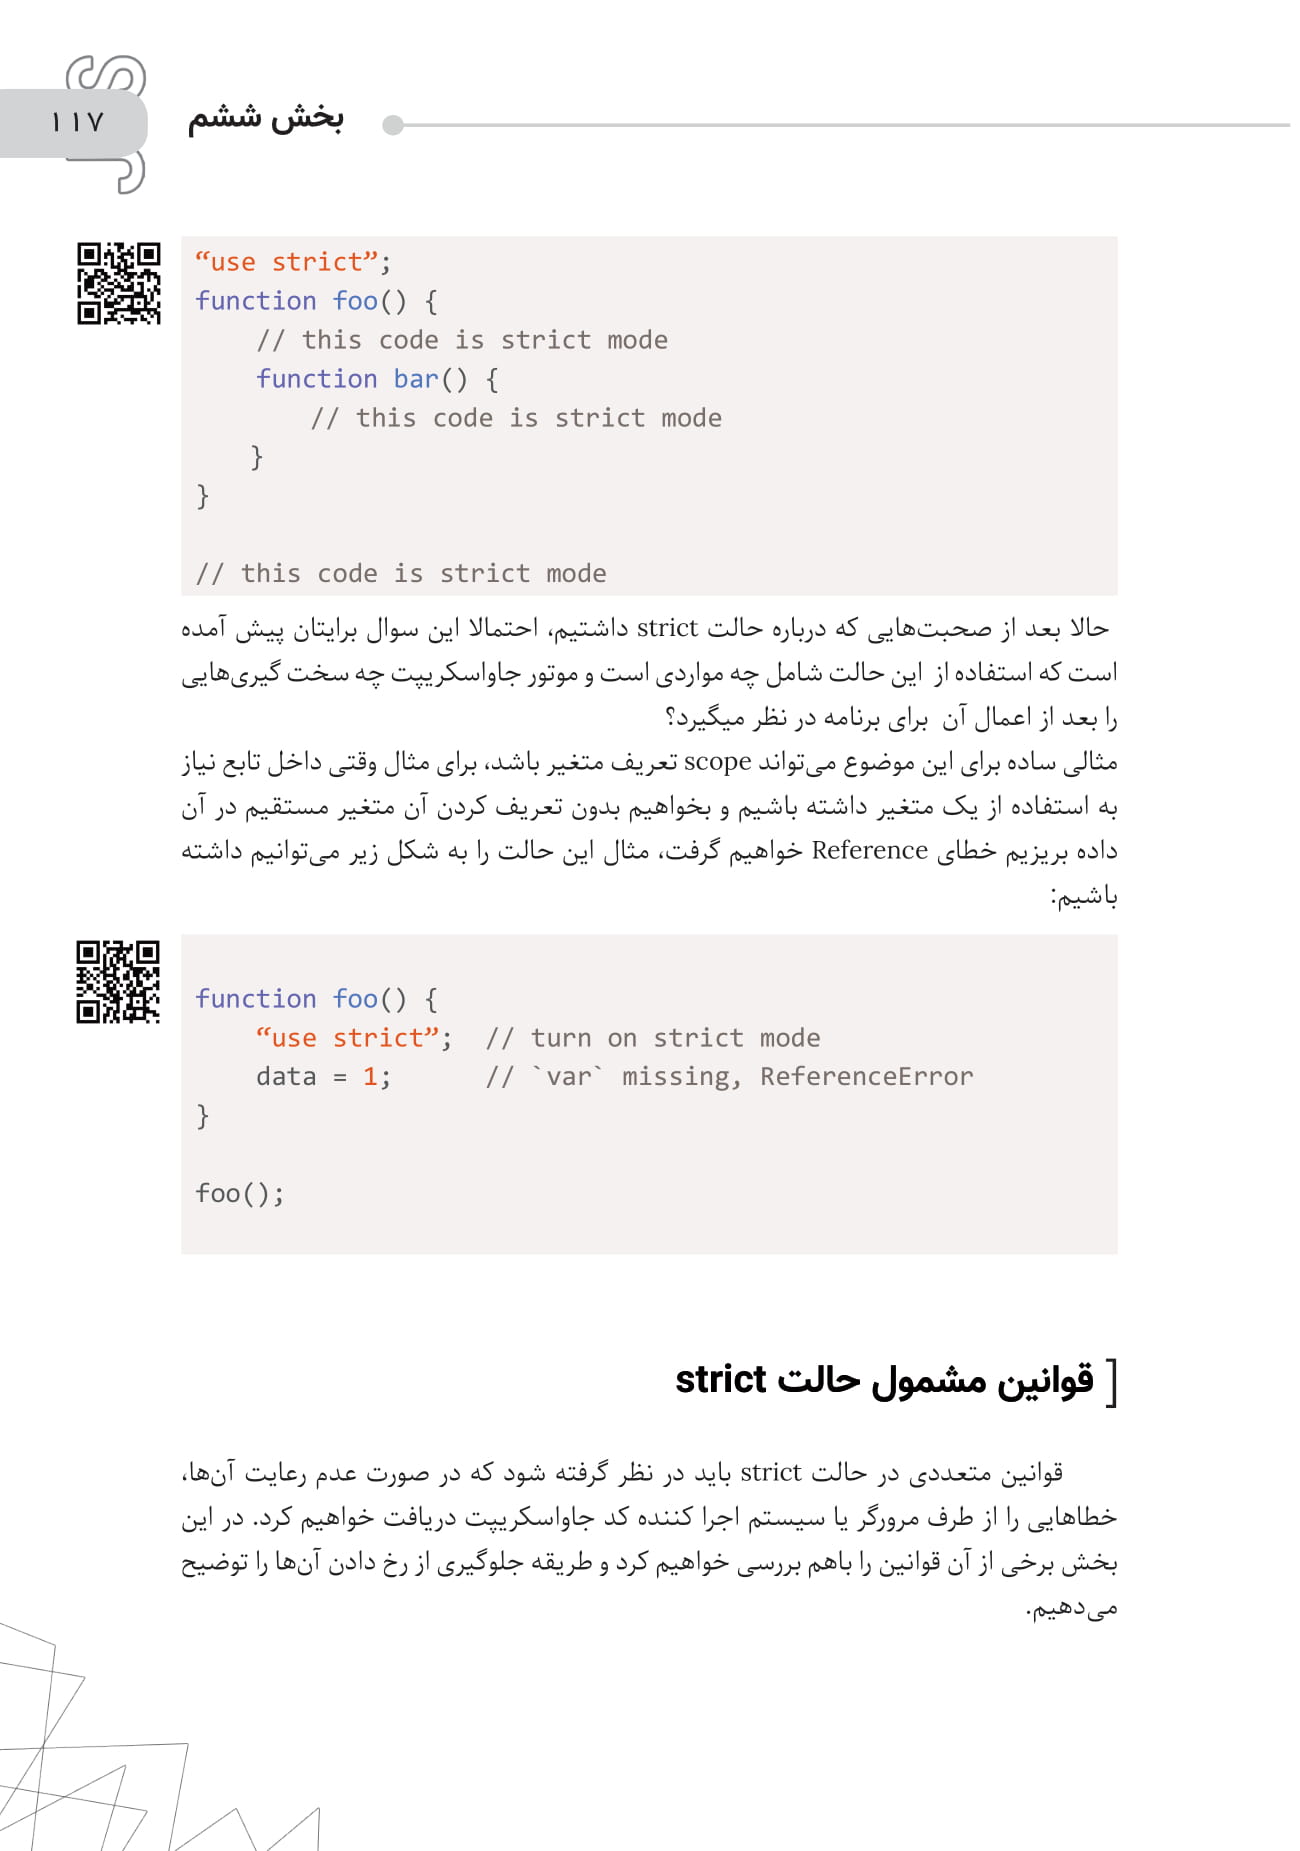 JS
۱۱۷
بخش ششم
“use strict”;
function foo() {
    // this code is strict mode
    function bar() {
        // this code is strict mode
    }
}
// this code is strict mode
حالا بعد از صحبت‌هایی که درباره حالت strict داشتیم، احتمالا این سوال برایتان پیش آمده
است که استفاده از این حالت شامل چه مواردی است و موتور جاواسکریپت چه سخت گیری‌هایی
را بعد از اعمال آن برای برنامه در نظر میگیرد؟
مثالی ساده برای این موضوع می‌تواند scope تعریف متغیر باشد، برای مثال وقتی داخل تابع نیاز
به استفاده از یک متغیر داشته باشیم و بخواهیم بدون تعریف کردن آن متغیر مستقیم در آن
داده بریزیم خطای Reference خواهیم گرفت، مثال این حالت را به شکل زیر می‌توانیم داشته
باشیم:
function foo() {
    “use strict”;  // turn on strict mode
    data = 1;      // `var` missing, ReferenceError
}
foo();
[ قوانین مشمول حالت strict
قوانین متعددی در حالت strict باید در نظر گرفته شود که در صورت عدم رعایت آن‌ها،
خطاهایی را از طرف مرورگر یا سیستم اجرا کننده کد جاواسکریپت دریافت خواهیم کرد. در این
بخش برخی از آن قوانین را باهم بررسی خواهیم کرد و طریقه جلوگیری از رخ دادن آن‌ها را توضیح
می‌دهیم.